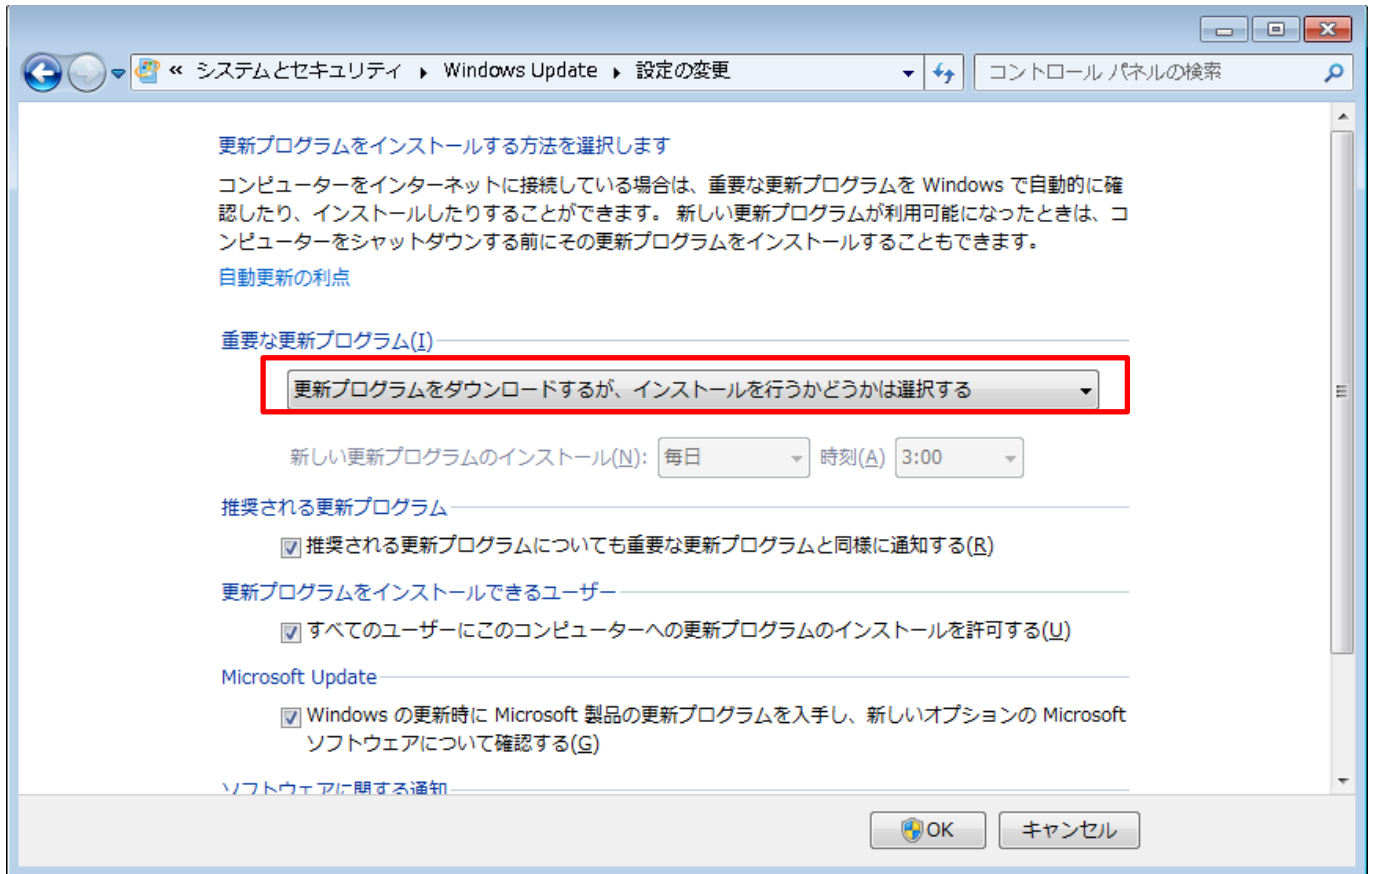 « システムとセキュリティ ▸ Windows Update ▸ 設定の変更
コントロール パネルの検索
更新プログラムをインストールする方法を選択します
コンピューターをインターネットに接続している場合は、重要な更新プログラムを Windows で自動的に確
認したり、インストールしたりすることができます。 新しい更新プログラムが利用可能になったときは、コ
ンピューターをシャットダウンする前にその更新プログラムをインストールすることもできます。
自動更新の利点
重要な更新プログラム(I)
更新プログラムをダウンロードするが、インストールを行うかどうかは選択する
新しい更新プログラムのインストール(N): 毎日 時刻(A) 3:00
推奨される更新プログラム
推奨される更新プログラムについても重要な更新プログラムと同様に通知する(R)
更新プログラムをインストールできるユーザー
すべてのユーザーにこのコンピューターへの更新プログラムのインストールを許可する(U)
Microsoft Update
Windows の更新時に Microsoft 製品の更新プログラムを入手し、新しいオプションの Microsoft
ソフトウェアについて確認する(G)
ソフトウェアに関する通知
OK キャンセル